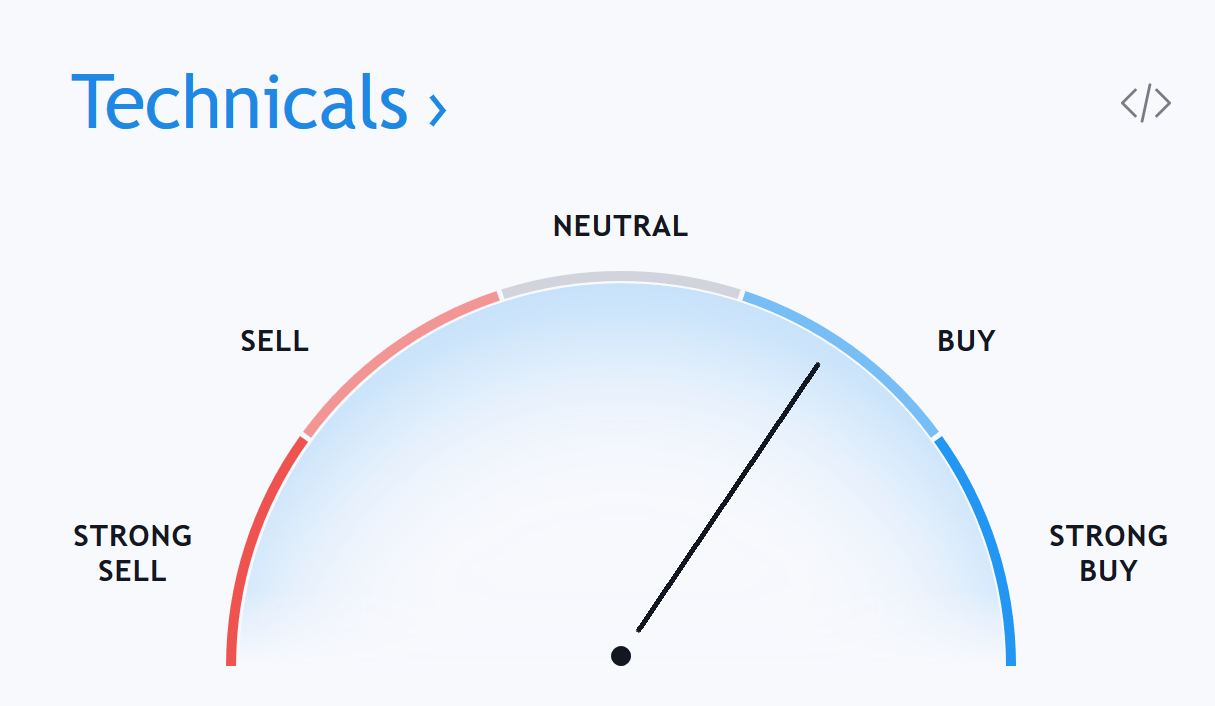 Technicals ›
NEUTRAL
SELL
BUY
STRONG
SELL
STRONG
BUY